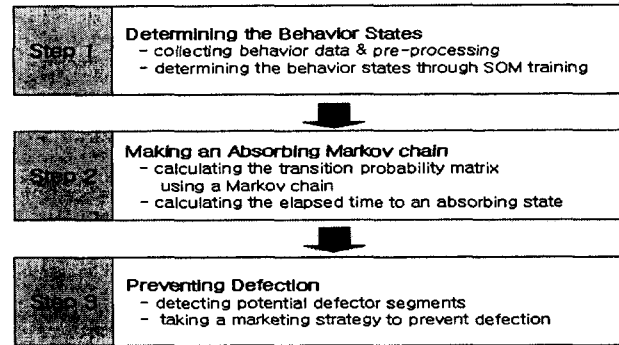 Step 1
Determining the Behavior States
- collecting behavior data & pre-processing
- determining the behavior states through SOM training
Step 2
Making an Absorbing Markov chain
- calculating the transition probability matrix
using a Markov chain
- calculating the elapsed time to an absorbing state
Step 3
Preventing Defection
- detecting potential defector segments
- taking a marketing strategy to prevent defection